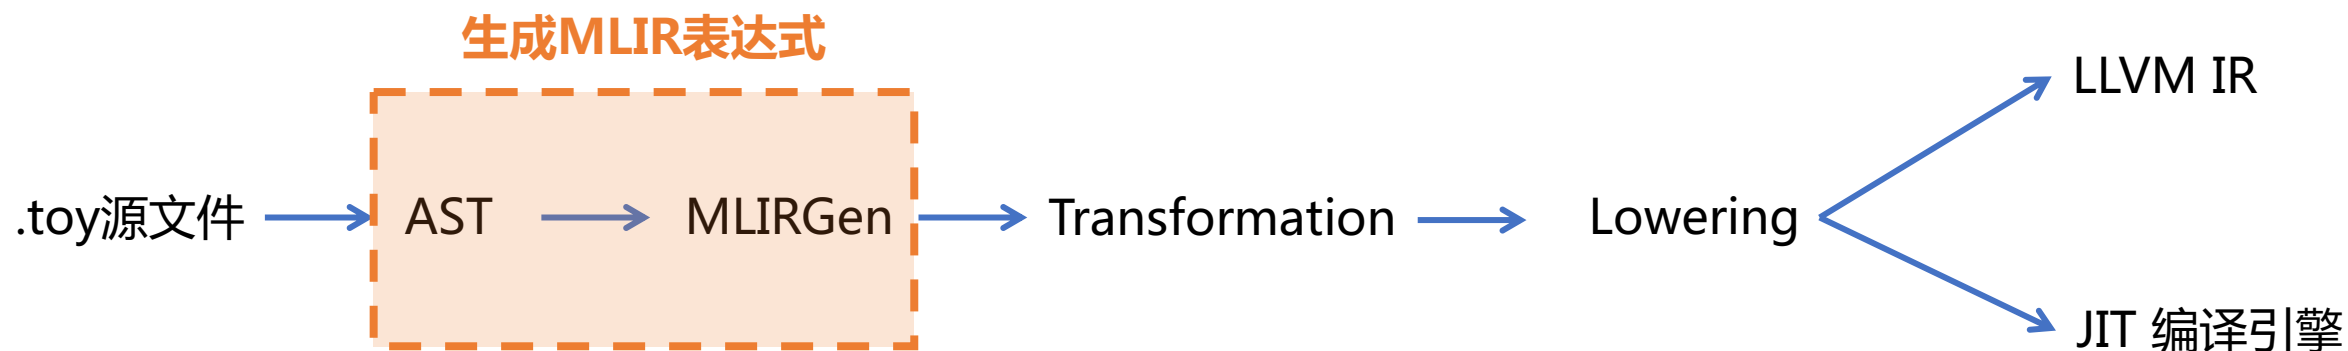 生成MLIR表达式
LLVM IR
.toy源文件
AST
MLIRGen
Transformation
Lowering
JIT 编译引擎